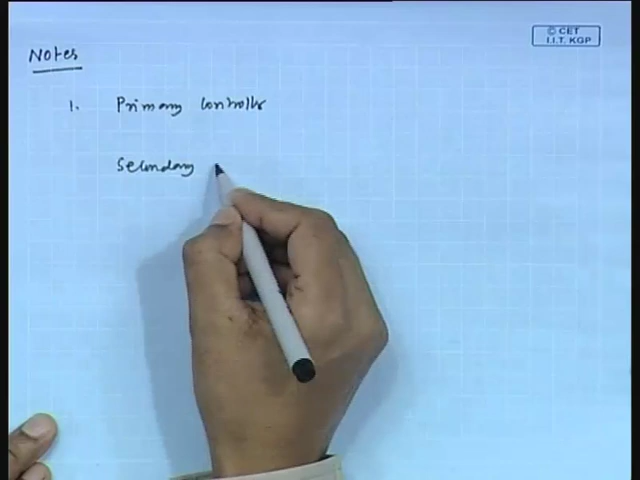 © CET
I.I.T. KGP
Notes
1. Primary Controller
Secondary